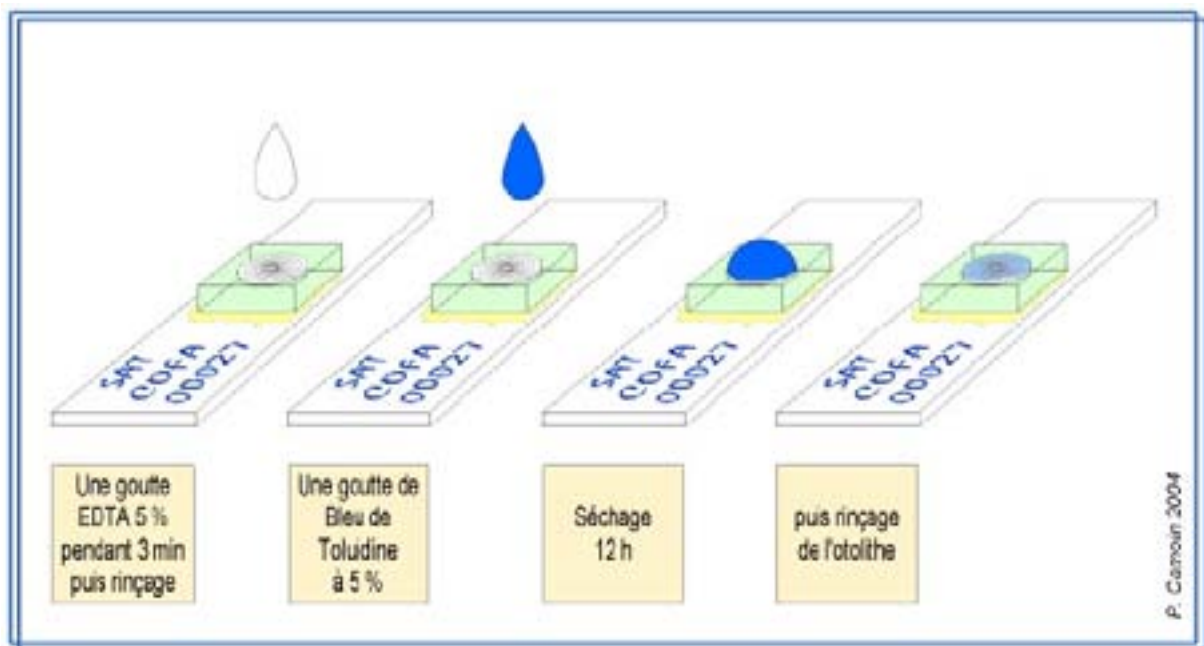 SAT
COFA
00027
SAT
COFA
00027
SAT
COFA
00027
SAT
COFA
00027
Une goutte
EDTA 5 %
pendant 3 min
puis rinçage
Une goutte de
Bleu de
Toluidine
à 5 %
Séchage
12 h
puis rinçage
de l'otolithe
P. Camoin 2004